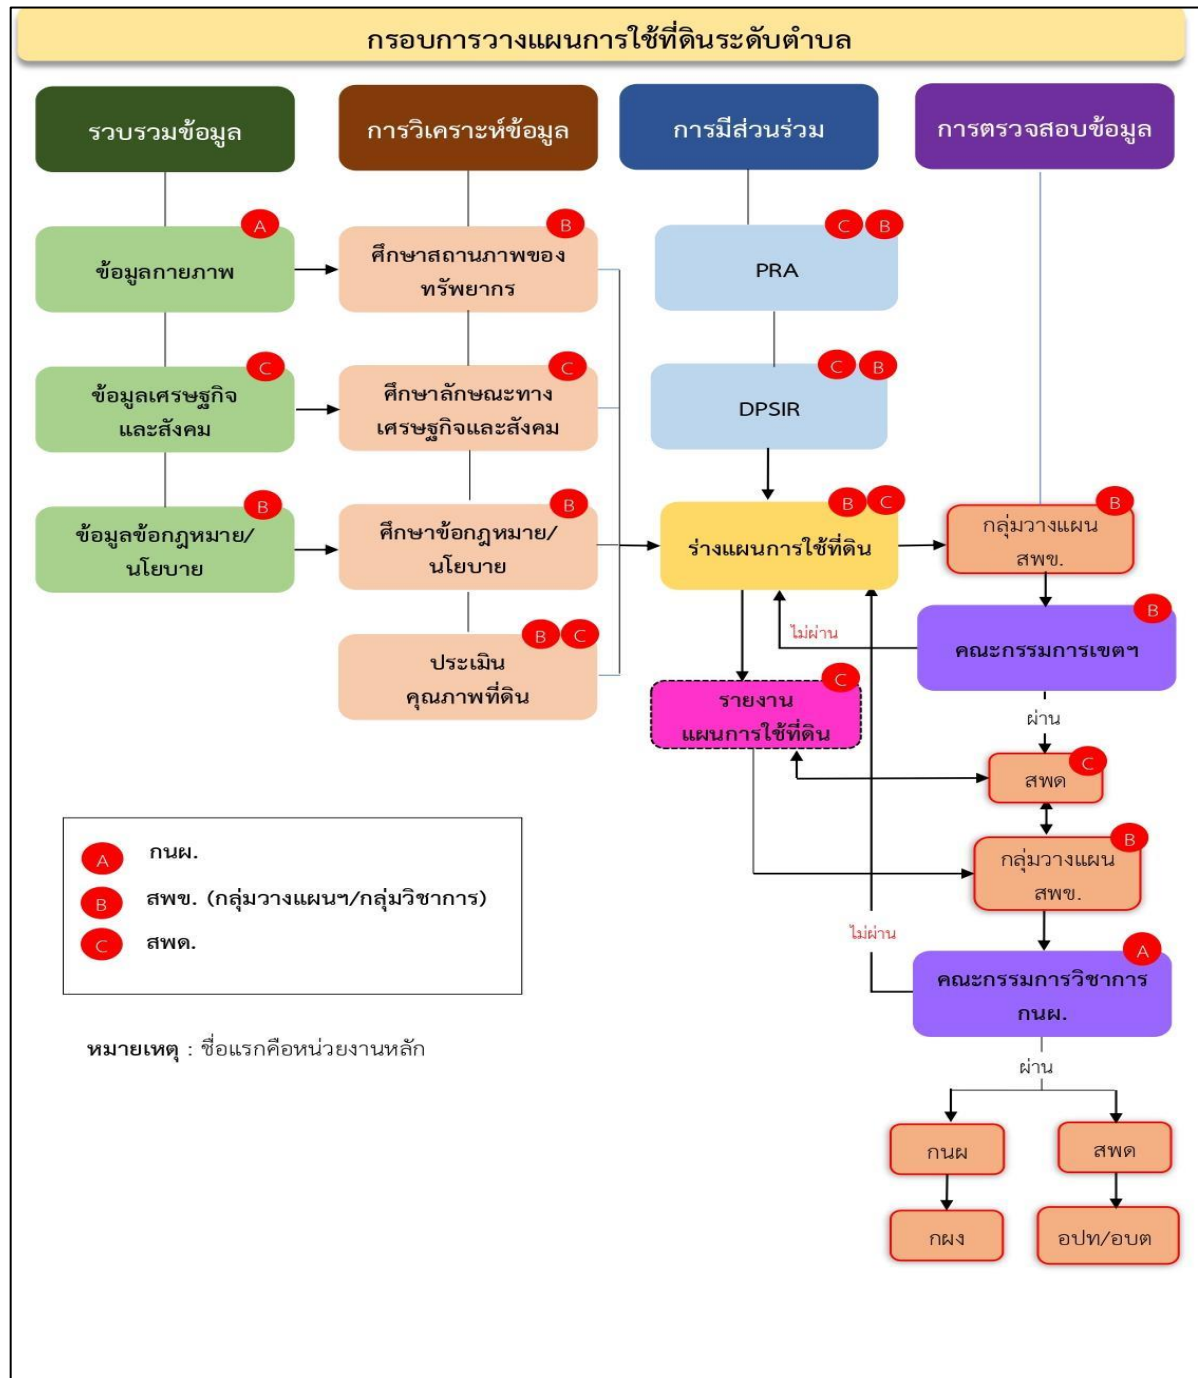 กรอบการวางแผนการใช้ที่ดินระดับตำบล
รวบรวมข้อมูล
การวิเคราะห์ข้อมูล
การมีส่วนร่วม
การตรวจสอบข้อมูล
A
ข้อมูลกายภาพ
B
ศึกษาสถานภาพของ
ทรัพยากร
C B
PRA
C
ข้อมูลเศรษฐกิจ
และสังคม
C
ศึกษาลักษณะทาง
เศรษฐกิจและสังคม
C B
DPSIR
B
ข้อมูลข้อกฎหมาย/
นโยบาย
B
ศึกษาข้อกฎหมาย/
นโยบาย
B C
ร่างแผนการใช้ที่ดิน
B
กลุ่มวางแผน
สพข.
B C
ประเมิน
คุณภาพที่ดิน
ไม่ผ่าน
B
คณะกรรมการเขตฯ
C
รายงาน
แผนการใช้ที่ดิน
ผ่าน
C
สพด
B
กลุ่มวางแผน
สพข.
A กนผ.
B สพข. (กลุ่มวางแผนฯ/กลุ่มวิชาการ)
C สพด.
ไม่ผ่าน
A
คณะกรรมการวิชาการ
กนผ.
หมายเหตุ : ชื่อแรกคือหน่วยงานหลัก
ผ่าน
กนผ
สพด
กผง
อปท/อบต